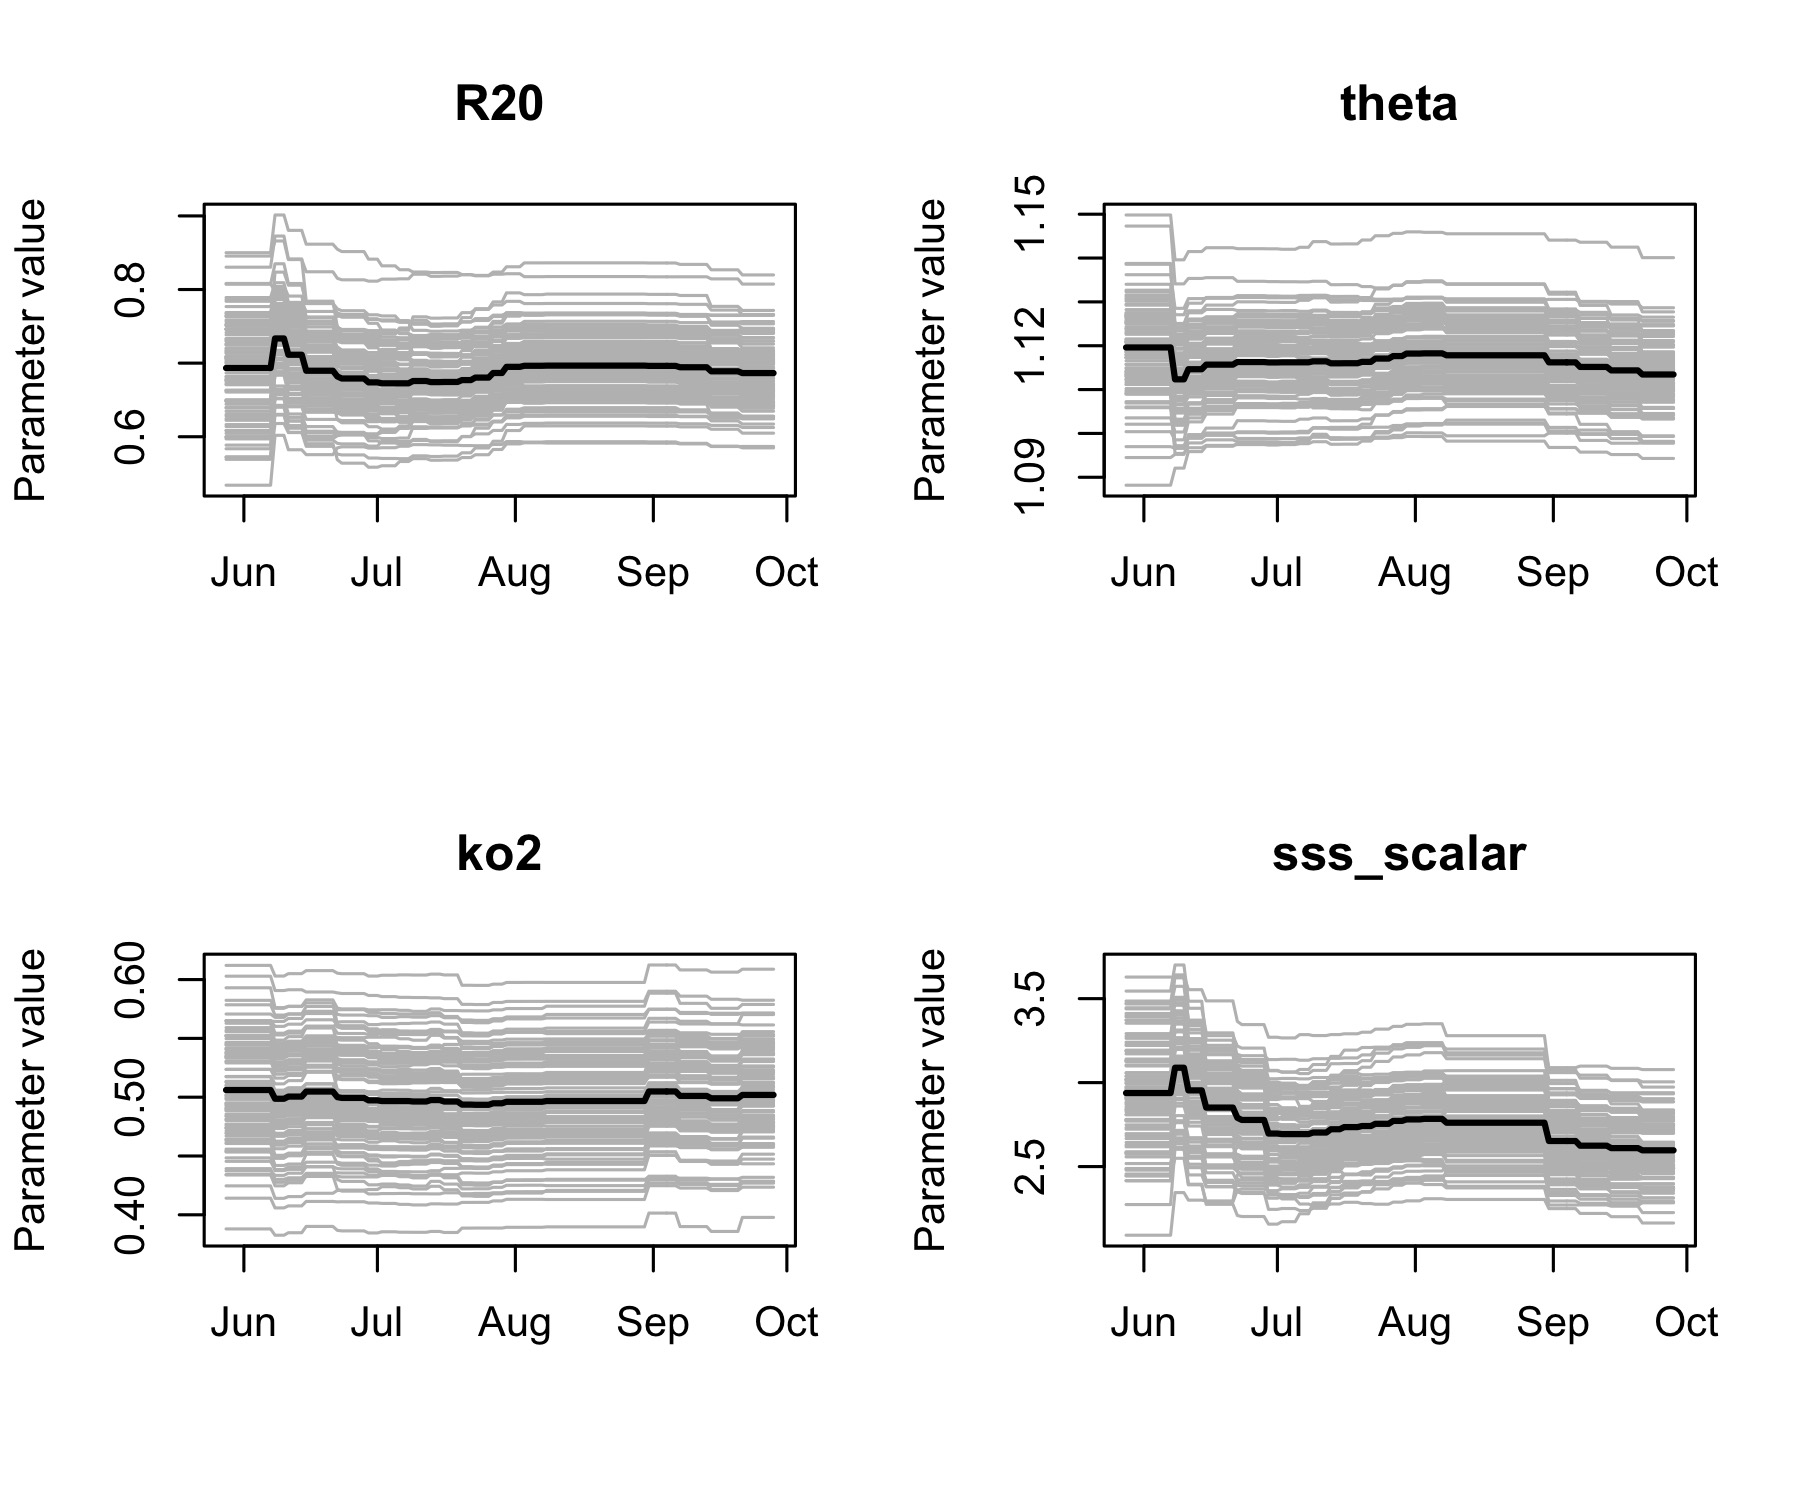 R20
Parameter value
0.8
0.6
Jun Jul Aug Sep Oct
theta
Parameter value
1.15
1.12
1.09
Jun Jul Aug Sep Oct
ko2
Parameter value
0.60
0.50
0.40
Jun Jul Aug Sep Oct
sss_scalar
Parameter value
3.5
2.5
Jun Jul Aug Sep Oct